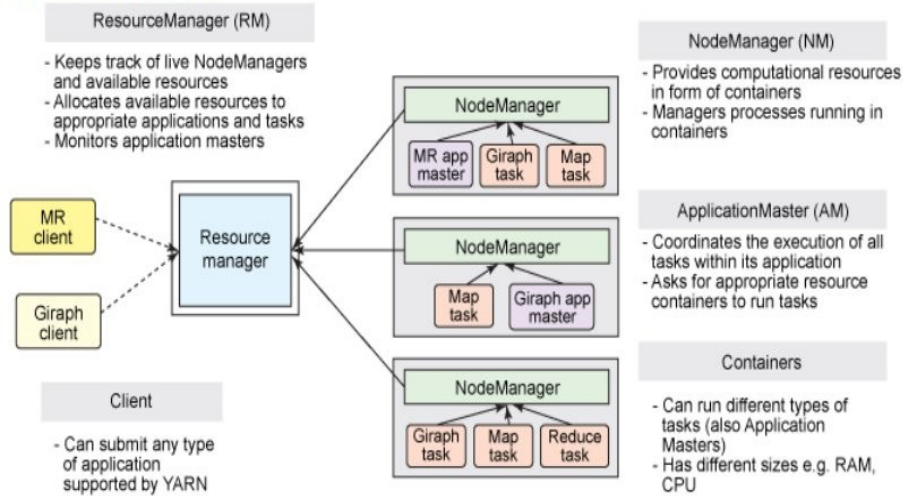 ResourceManager (RM)
- Keeps track of live NodeManagers
and available resources
- Allocates available resources to
appropriate applications and tasks
- Monitors application masters
MR
client
Giraph
client
Resource
manager
Client
- Can submit any type
of application
supported by YARN
NodeManager
MR app
master
Giraph
task
Map
task
NodeManager
Map
task
Giraph app
master
NodeManager
Giraph
task
Map
task
Reduce
task
NodeManager (NM)
- Provides computational resources
in form of containers
- Managers processes running in
containers
ApplicationMaster (AM)
- Coordinates the execution of all
tasks within its application
- Asks for appropriate resource
containers to run tasks
Containers
- Can run different types of
tasks (also Application
Masters)
- Has different sizes e.g. RAM,
CPU